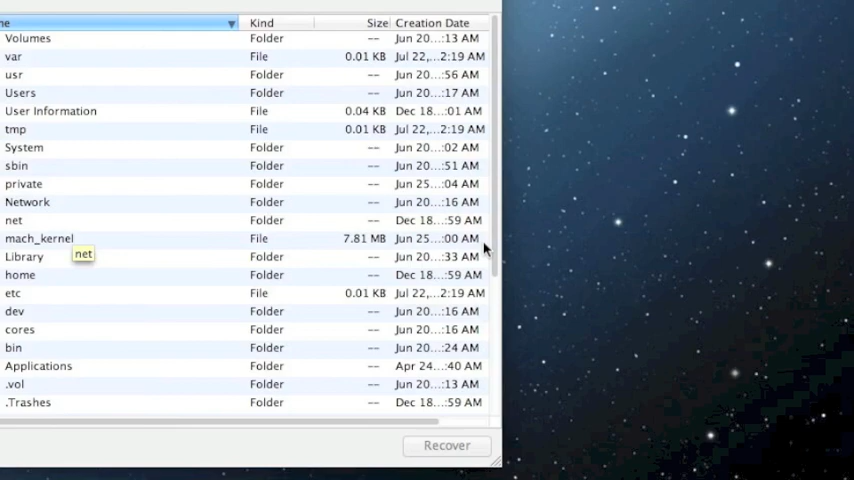 ne Kind Size Creation Date
Volumes Folder -- Jun 20...:13 AM
var File 0.01 KB Jul 22,...2:19 AM
usr Folder -- Jun 20...:56 AM
Users Folder -- Jun 20...:17 AM
User Information File 0.04 KB Dec 18...:01 AM
tmp File 0.01 KB Jul 22,...2:19 AM
System Folder -- Jun 20...:02 AM
sbin Folder -- Jun 20...:51 AM
private Folder -- Jun 25...:04 AM
Network Folder -- Jun 20...:16 AM
net Folder -- Dec 18...:59 AM
mach_kernel File 7.81 MB Jun 25...:00 AM
net
Library Folder -- Jun 20...:33 AM
home Folder -- Dec 18...:59 AM
etc File 0.01 KB Jul 22,...2:19 AM
dev Folder -- Jun 20...:16 AM
cores Folder -- Jun 20...:16 AM
bin Folder -- Jun 20...:24 AM
Applications Folder -- Apr 24...:40 AM
.vol Folder -- Jun 20...:13 AM
.Trashes Folder -- Dec 18...:59 AM
Recover